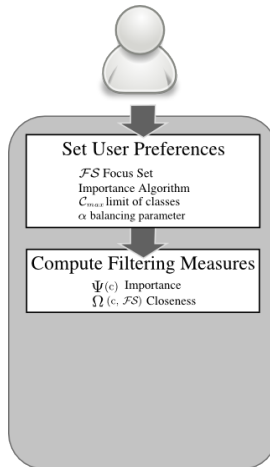 Set User Preferences
𝓕𝓢 Focus Set
Importance Algorithm
𝒞max limit of classes
α balancing parameter
Compute Filtering Measures
Ψ(c) Importance
Ω (c, 𝓕𝓢) Closeness